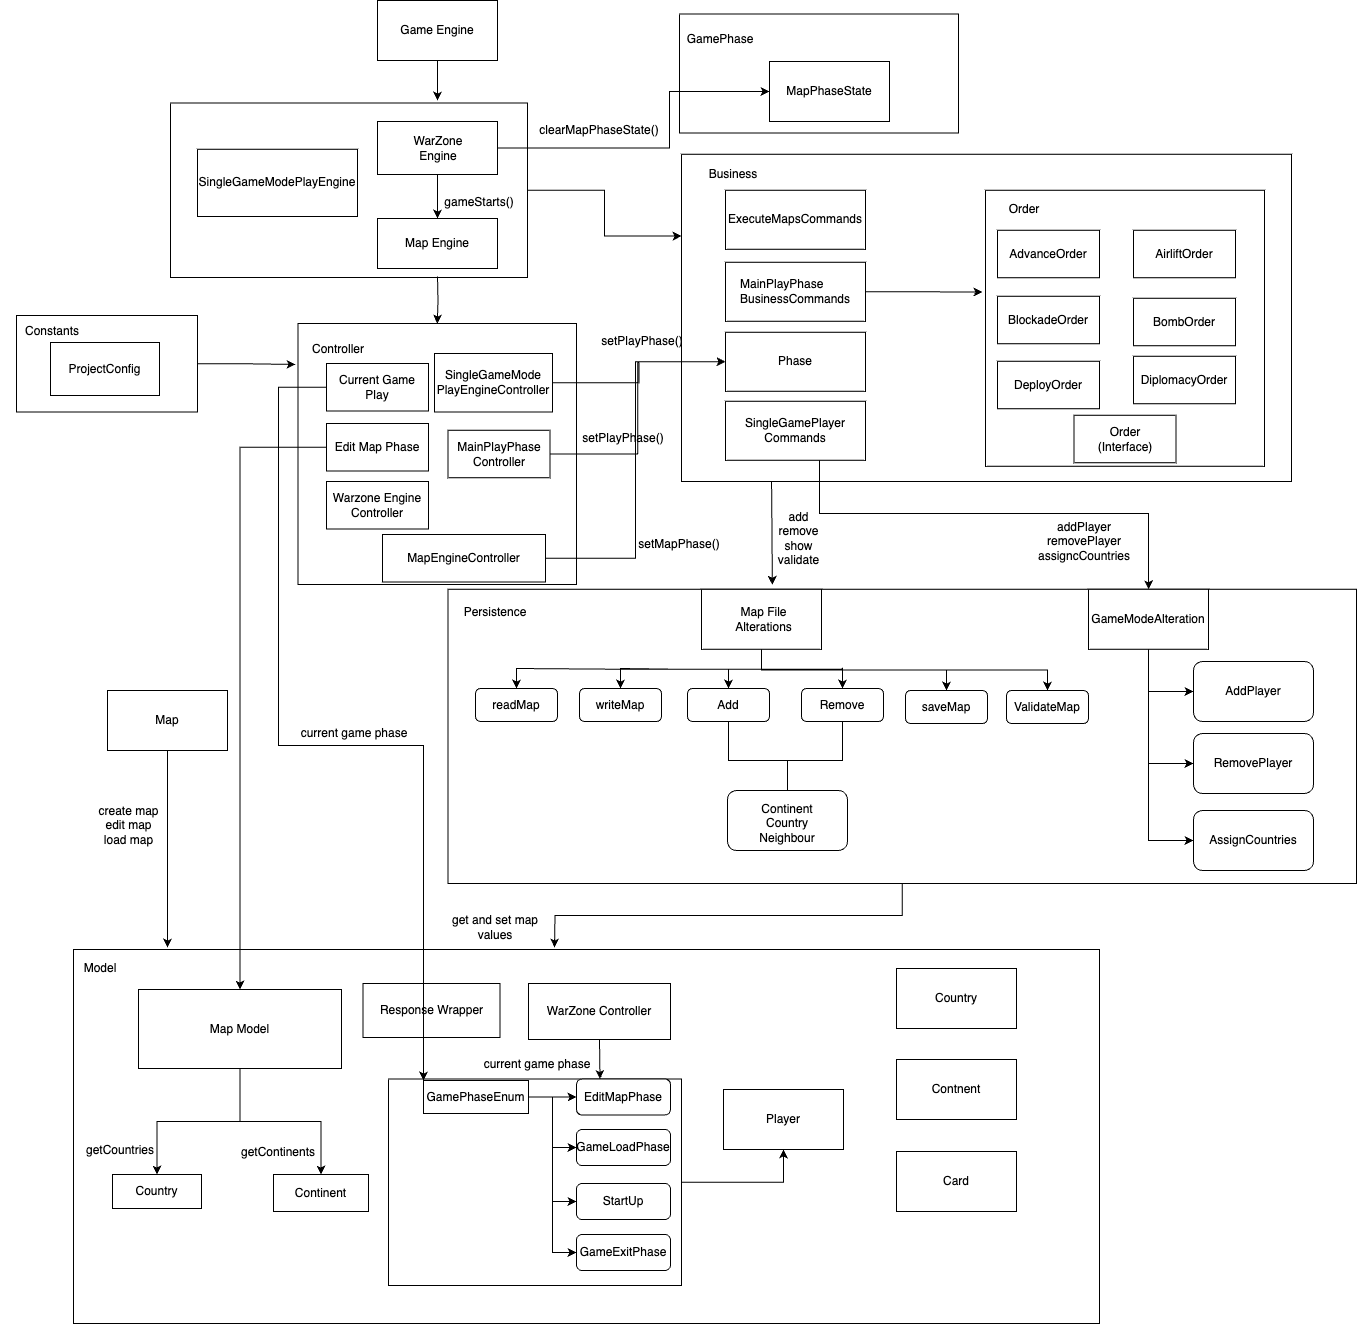 Game Engine
GamePhase
MapPhaseState
clearMapPhaseState()
WarZone
Engine
SingleGameModePlayEngine
gameStarts()
Map Engine
Business
ExecuteMapsCommands
MainPlayPhase
BusinessCommands
Phase
SingleGamePlayer
Commands
Order
AdvanceOrder
AirliftOrder
BlockadeOrder
BombOrder
DeployOrder
DiplomacyOrder
Order
(Interface)
Constants
ProjectConfig
Controller
Current Game
Play
SingleGameMode
PlayEngineController
Edit Map Phase
MainPlayPhase
Controller
Warzone Engine
Controller
MapEngineController
setPlayPhase()
setPlayPhase()
setMapPhase()
add
remove
show
validate
addPlayer
removePlayer
assigncCountries
Persistence
Map File
Alterations
GameModeAlteration
readMap
writeMap
Add
Remove
saveMap
ValidateMap
AddPlayer
RemovePlayer
AssignCountries
Continent
Country
Neighbour
Map
current game phase
create map
edit map
load map
get and set map
values
Model
Map Model
Response Wrapper
WarZone Controller
Country
current game phase
GamePhaseEnum
EditMapPhase
Contnent
Player
getCountries
getContinents
GameLoadPhase
Country
Continent
StartUp
Card
GameExitPhase